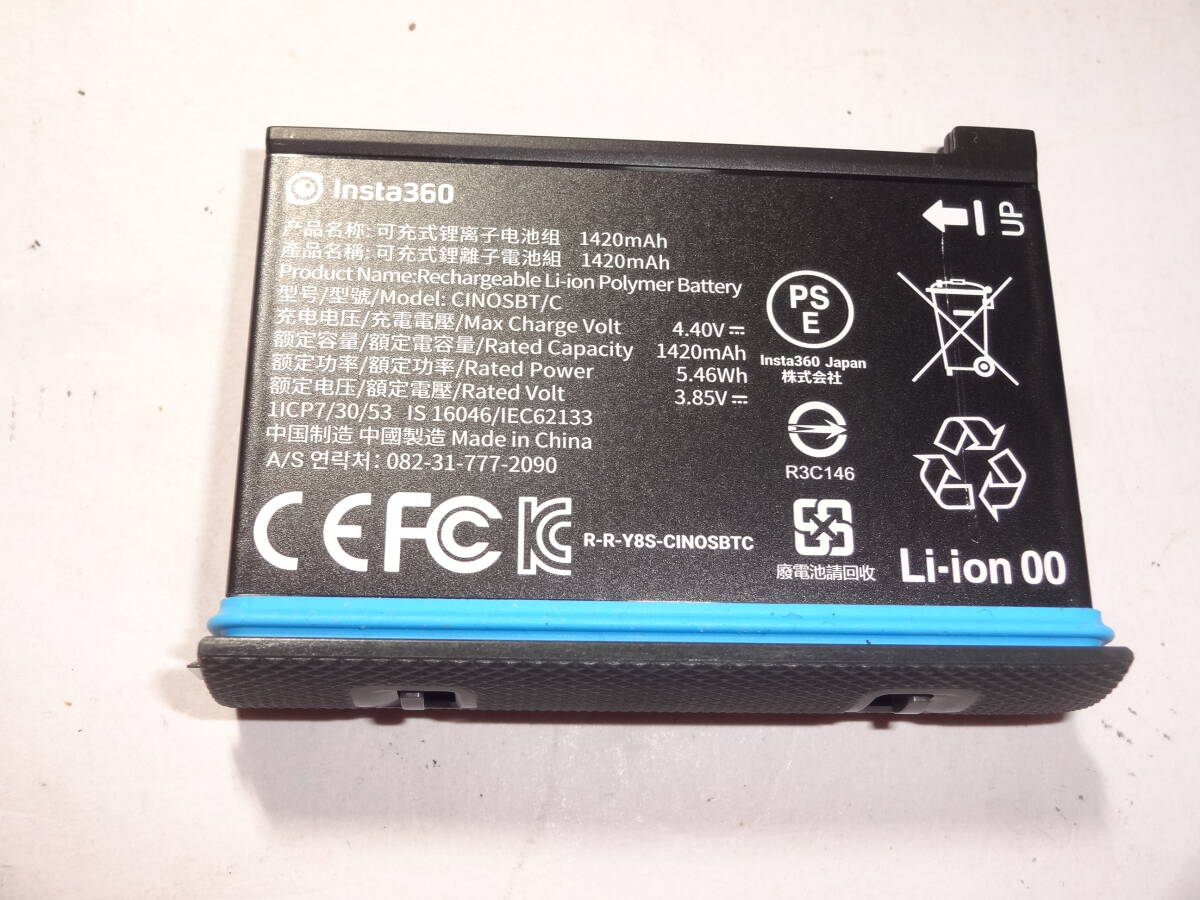 Insta360
产品名称: 可充式锂离子电池组 1420mAh
產品名稱: 可充式鋰離子電池組 1420mAh
Product Name:Rechargeable Li-ion Polymer Battery
型号/型號/Model: CINOSBT/C
充电电压/充電電壓/Max Charge Volt 4.40V⎓
额定容量/額定電容量/Rated Capacity 1420mAh
额定功率/額定功率/Rated Power 5.46Wh
额定电压/額定電壓/Rated Volt 3.85V⎓
1ICP7/30/53 IS 16046/IEC62133
中国制造 中國製造 Made in China
A/S 연락처: 082-31-777-2090
CE FC KC R-R-Y8S-CINOSBTC
UP
PS
E
Insta360 Japan
株式会社
R3C146
廢電池請回收
Li-ion 00